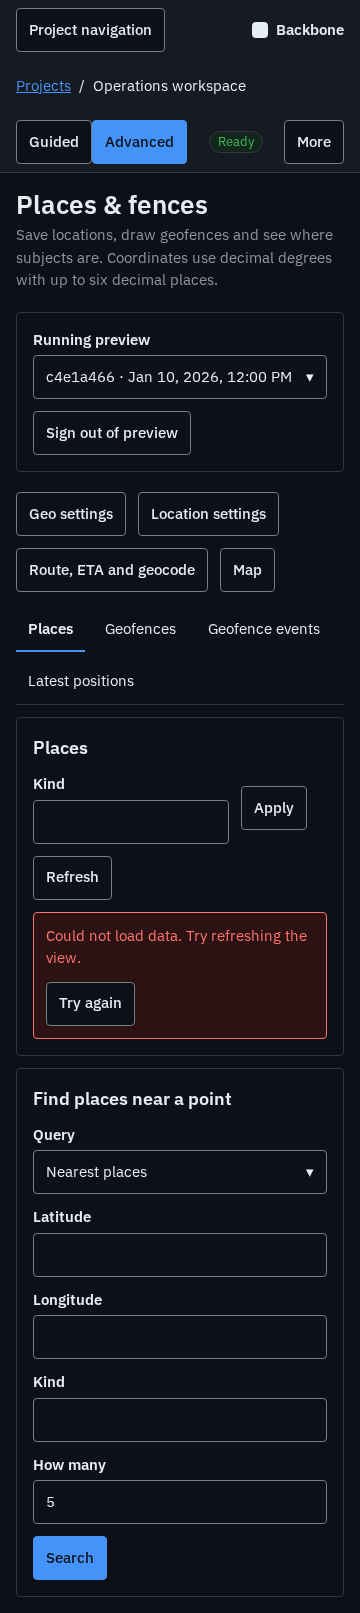 Project navigation
Backbone
Projects / Operations workspace
Guided Advanced Ready More
Places & fences
Save locations, draw geofences and see where
subjects are. Coordinates use decimal degrees
with up to six decimal places.
Running preview
c4e1a466 · Jan 10, 2026, 12:00 PM ▾
Sign out of preview
Geo settings Location settings
Route, ETA and geocode Map
Places Geofences Geofence events
Latest positions
Places
Kind
Apply
Refresh
Could not load data. Try refreshing the
view.
Try again
Find places near a point
Query
Nearest places ▾
Latitude
Longitude
Kind
How many
5
Search